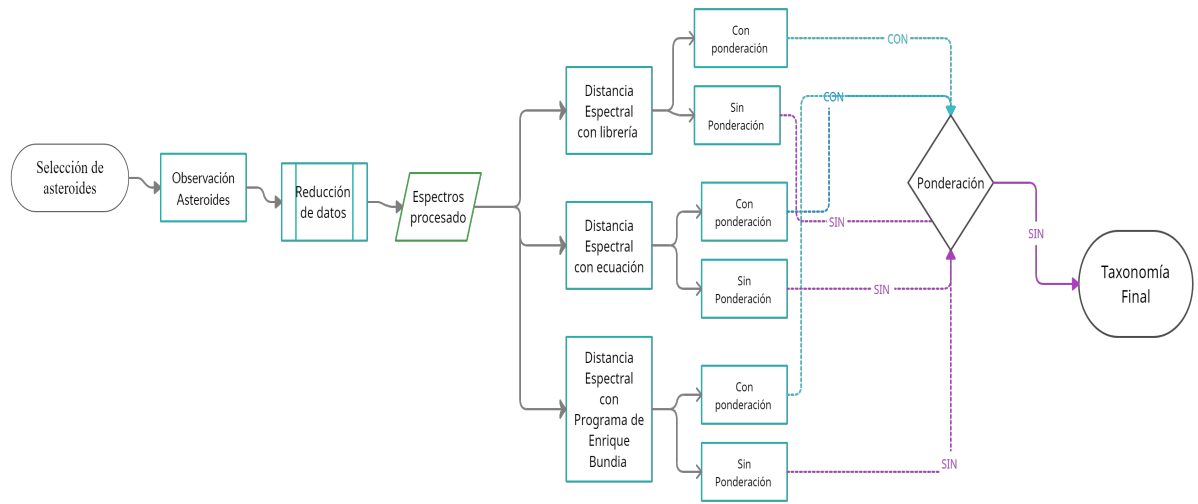 Selección de
asteroides
Observación
Asteroides
Reducción
de datos
Espectros
procesado
Distancia
Espectral
con librería
Con
ponderación
CON
Sin
Ponderación
CON
Distancia
Espectral
con ecuación
Con
ponderación
SIN
Sin
Ponderación
SIN
Distancia
Espectral
con
Programa de
Enrique
Bundia
Con
ponderación
Sin
Ponderación
SIN
Ponderación
SIN
Taxonomía
Final